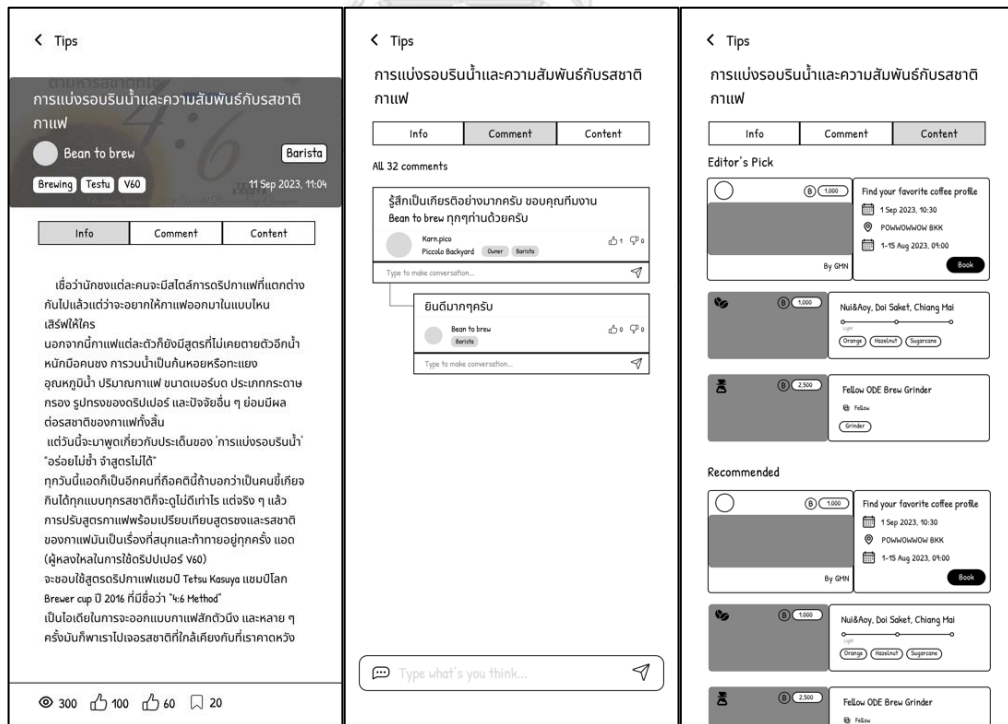 Tips
การแบ่งรอบรินน้ำและความสัมพันธ์กับรสชาติ
กาแฟ
Bean to brew
Barista
Brewing Testu V60
11 Sep 2023, 11:04
Info Comment Content
เชื่อว่านักชงแต่ละคนจะมีสไตล์การดริปกาแฟที่แตกต่าง
กันไปแล้วแต่ว่าจะอยากให้กาแฟออกมาในแบบไหน
เสิร์ฟให้ใคร
นอกจากนี้กาแฟแต่ละตัวก็ยังมีสูตรที่ไม่เคยตายตัวอีกน้ำ
หนักมือคนชง การวนน้ำเป็นก้นหอยหรือทะแยง
อุณหภูมิน้ำ ปริมาณกาแฟ ขนาดเบอร์บด ประเภทกระดาษ
กรอง รูปทรงของดริปเปอร์ และปัจจัยอื่น ๆ ย่อมมีผล
ต่อรสชาติของกาแฟทั้งสิ้น
แต่วันนี้จะมาพูดเกี่ยวกับประเด็นของ 'การแบ่งรอบรินน้ำ'
"อร่อยไม่ซ้ำ จำสูตรไม่ได้"
ทุกวันนี้แอดก็เป็นอีกคนที่ถือคตินี้ถ้าบอกว่าเป็นคนขี้เกียจ
กินได้ทุกแบบทุกรสชาติก็จะดูไม่ดีเท่าไร แต่จริง ๆ แล้ว
การปรับสูตรกาแฟพร้อมเปรียบเทียบสูตรชงและรสชาติ
ของกาแฟมันเป็นเรื่องที่สนุกและท้าทายอยู่ทุกครั้ง แอด
(ผู้หลงใหลในการใช้ดริปเปอร์ V60)
จะชอบใช้สูตรดริปกาแฟแชมป์ Tetsu Kasuya แชมป์โลก
Brewer cup ปี 2016 ที่มีชื่อว่า "4:6 Method"
เป็นไอเดียในการจะออกแบบกาแฟสักตัวนึง และหลาย ๆ
ครั้งมันก็พาเราไปเจอรสชาติที่ใกล้เคียงกับที่เราคาดหวัง
300 100 60 20
Tips
การแบ่งรอบรินน้ำและความสัมพันธ์กับรสชาติ
กาแฟ
Info Comment Content
All 32 comments
รู้สึกเป็นเกียรติอย่างมากครับ ขอบคุณทีมงาน
Bean to brew ทุกๆท่านด้วยครับ
Karn.pico
1 0
Piccolo Backyard Owner Barista
Type to make conversation...
ยินดีมากๆครับ
Bean to brew
0 0
Barista
Type to make conversation...
Type what's you think...
Tips
การแบ่งรอบรินน้ำและความสัมพันธ์กับรสชาติ
กาแฟ
Info Comment Content
Editor's Pick
B 1,000
Find your favorite coffee profile
1 Sep 2023, 10:30
POWWOWWOW BKK
1-15 Aug 2023, 09:00
By GMN
Book
B 1,000
Nui&Aoy, Doi Saket, Chiang Mai
Light
Orange Hazelnut Sugarcane
B 2,500
Fellow ODE Brew Grinder
Fellow
Grinder
Recommended
B 1,000
Find your favorite coffee profile
1 Sep 2023, 10:30
POWWOWWOW BKK
1-15 Aug 2023, 09:00
By GMN
Book
B 1,000
Nui&Aoy, Doi Saket, Chiang Mai
Light
Orange Hazelnut Sugarcane
B 2,500
Fellow ODE Brew Grinder
Fellow